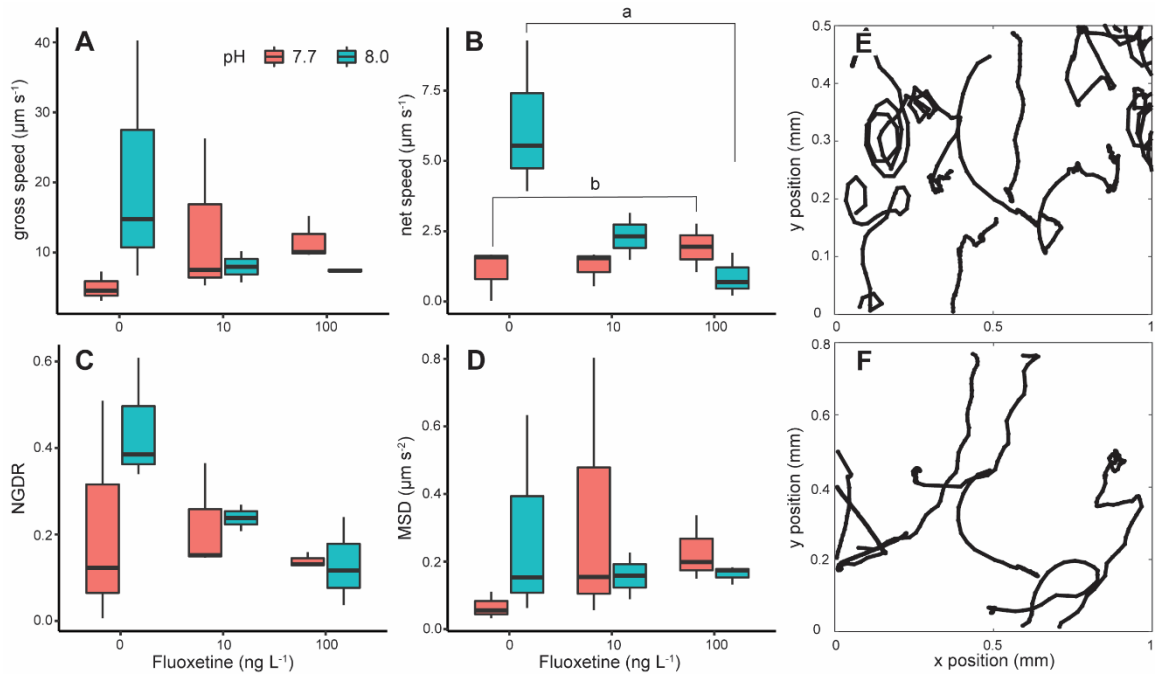 A
pH 7.7 8.0
gross speed (µm s⁻¹)
40
30
20
10
0 10 100
B
a
b
net speed (µm s⁻¹)
7.5
5.0
2.5
0.0
0 10 100
E
y position (mm)
0.5
0.4
0.3
0.2
0.1
0
0 0.5 1
C
NGDR
0.6
0.4
0.2
0.0
0 10 100
Fluoxetine (ng L⁻¹)
D
MSD (µm s⁻²)
0.8
0.6
0.4
0.2
0.0
0 10 100
Fluoxetine (ng L⁻¹)
F
y position (mm)
0.8
0.6
0.4
0.2
0
0 0.5 1
x position (mm)